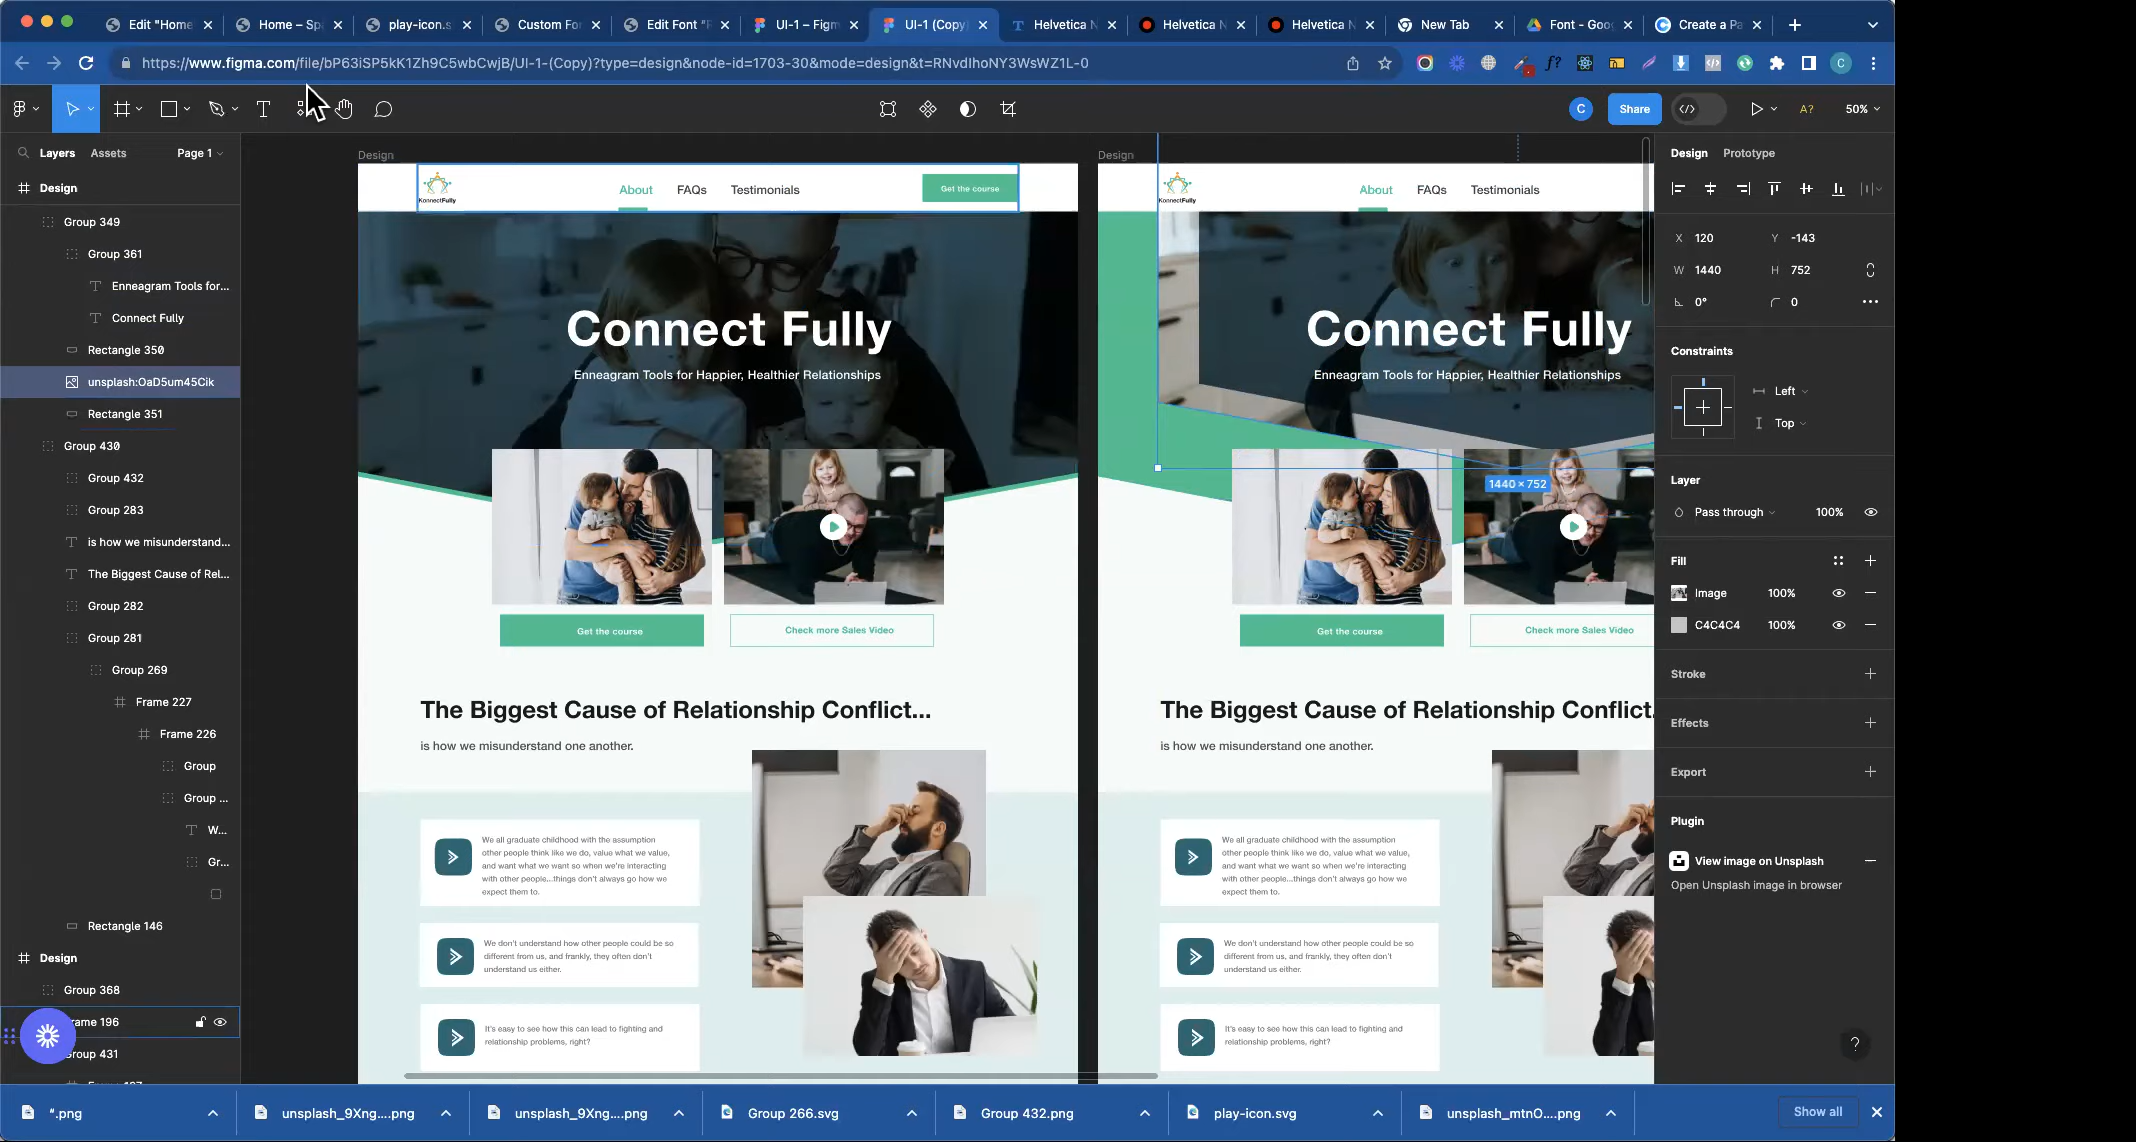 Edit "Home
Home – Sp
play-icon.s
Custom Fo
Edit Font "F
UI-1 – Figm
UI-1 (Copy)
Helvetica N
Helvetica N
Helvetica N
New Tab
Font - Goo
Create a Pa
https://www.figma.com/file/bP63iSP5kK1Zh9C5wbCwjB/UI-1-(Copy)?type=design&node-id=1703-30&mode=design&t=RNvdIhoNY3WsWZ1L-0
C
C
Share
A?
50%
Layers
Assets
Page 1
Design
Group 349
Group 361
Enneagram Tools for...
Connect Fully
Rectangle 350
unsplash:OaD5um45Cik
Rectangle 351
Group 430
Group 432
Group 283
is how we misunderstand...
The Biggest Cause of Rel...
Group 282
Group 281
Group 269
Frame 227
Frame 226
Group
Group ...
W...
Gr...
Rectangle 146
Design
Group 368
rame 196
roup 431
Design
KonnectFully
About
FAQs
Testimonials
Get the course
Connect Fully
Enneagram Tools for Happier, Healthier Relationships
Get the course
Check more Sales Video
The Biggest Cause of Relationship Conflict...
is how we misunderstand one another.
We all graduate childhood with the assumption
other people think like we do, value what we value,
and want what we want so when we're interacting
with other people...things don't always go how we
expect them to.
We don't understand how other people could be so
different from us, and frankly, they often don't
understand us either.
It's easy to see how this can lead to fighting and
relationship problems, right?
Design
KonnectFully
About
FAQs
Testimonials
Connect Fully
Enneagram Tools for Happier, Healthier Relationships
1440 × 752
Get the course
Check more Sales Video
The Biggest Cause of Relationship Conflict.
is how we misunderstand one another.
We all graduate childhood with the assumption
other people think like we do, value what we value,
and want what we want so when we're interacting
with other people...things don't always go how we
expect them to.
We don't understand how other people could be so
different from us, and frankly, they often don't
understand us either.
It's easy to see how this can lead to fighting and
relationship problems, right?
Design
Prototype
X 120
Y -143
W 1440
H 752
0°
0
Constraints
Left
Top
Layer
Pass through
100%
Fill
Image
100%
C4C4C4
100%
Stroke
Effects
Export
Plugin
View image on Unsplash
Open Unsplash image in browser
?
“.png
unsplash_9Xng....png
unsplash_9Xng....png
Group 266.svg
Group 432.png
play-icon.svg
unsplash_mtnO....png
Show all